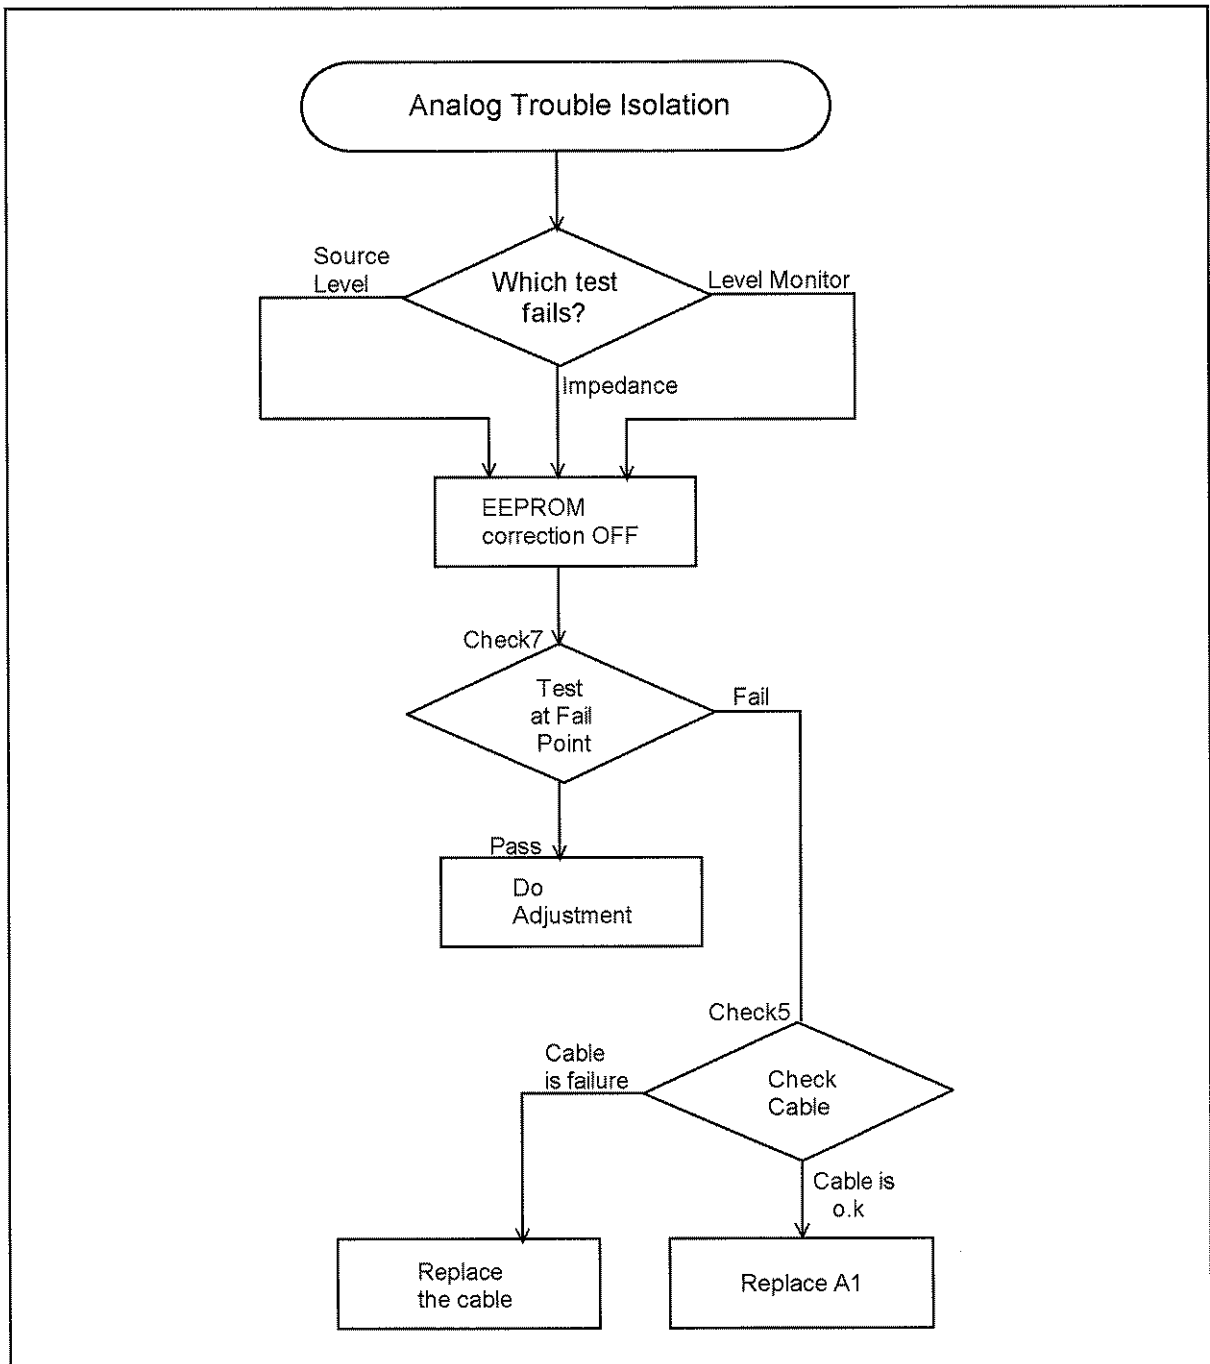 Analog Trouble Isolation
Source
Level
Which test
fails?
Level Monitor
Impedance
EEPROM
correction OFF
Check7
Test
at Fail
Point
Fail
Pass
Do
Adjustment
Check5
Cable
is failure
Check
Cable
Cable is
o.k
Replace
the cable
Replace A1